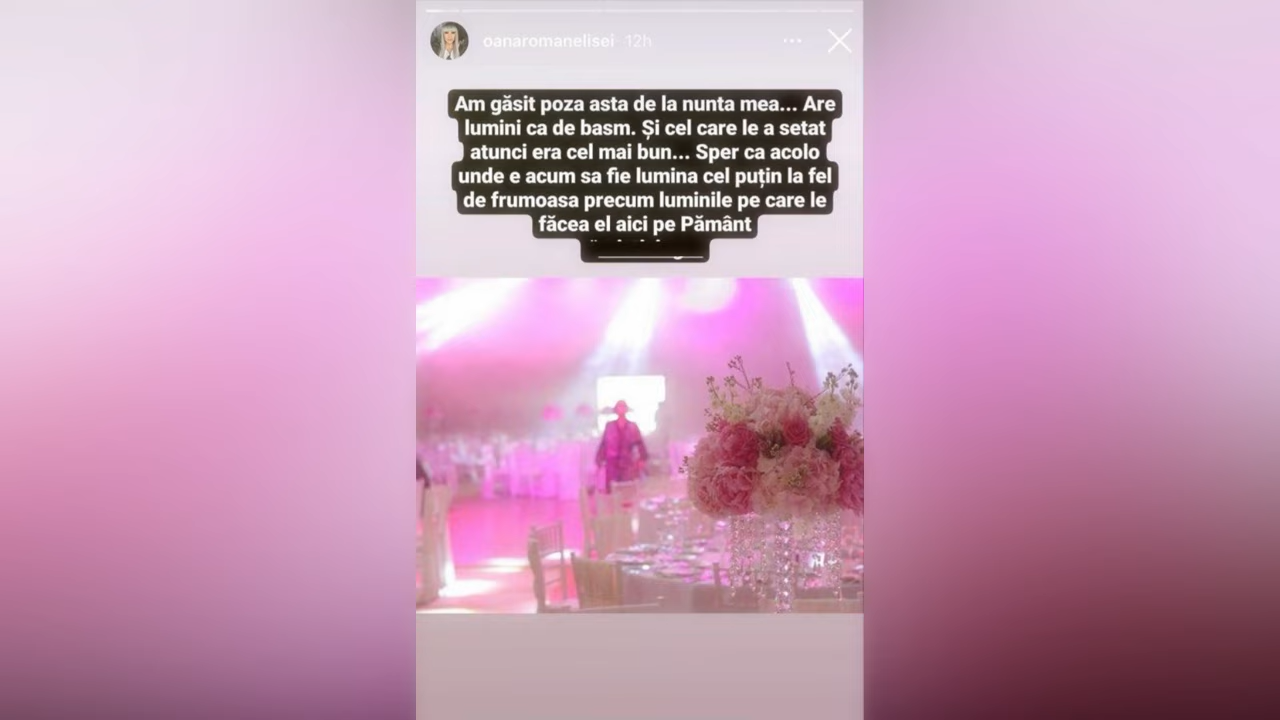 oanaromanelisei 12h
Am găsit poza asta de la nunta mea... Are
lumini ca de basm. Și cel care le a setat
atunci era cel mai bun... Sper ca acolo
unde e acum sa fie lumina cel puțin la fel
de frumoasa precum luminile pe care le
făcea el aici pe Pământ